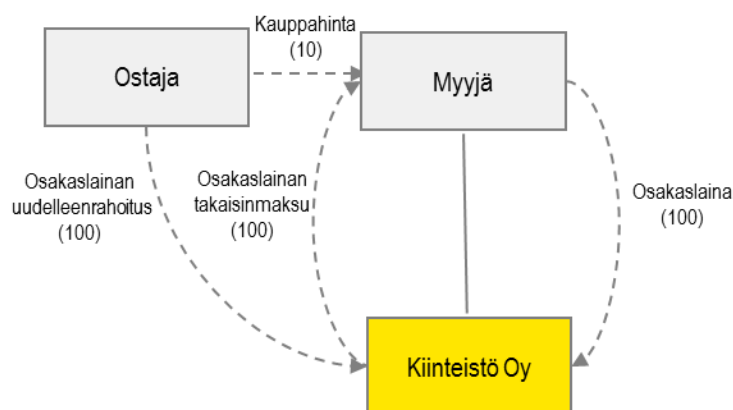 Kauppahinta
(10)
Ostaja
Myyjä
Osakaslainan
uudelleenrahoitus
(100)
Osakaslainan
takaisinmaksu
(100)
Osakaslaina
(100)
Kiinteistö Oy